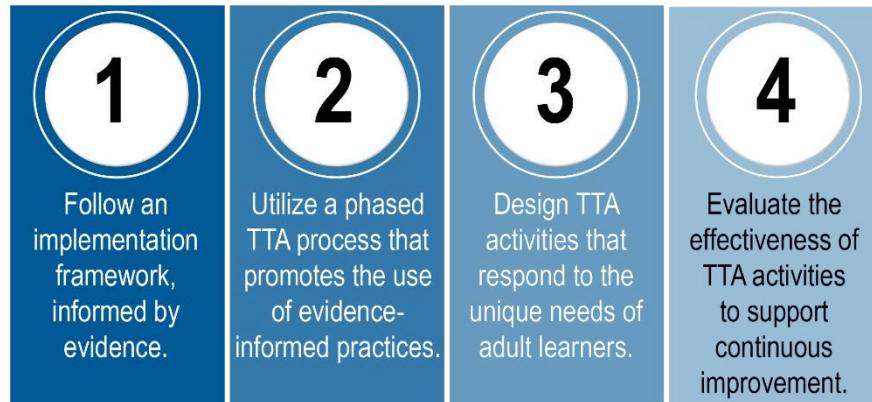 1
Follow an
implementation
framework,
informed by
evidence.
2
Utilize a phased
TTA process that
promotes the use
of evidence-
informed practices.
3
Design TTA
activities that
respond to the
unique needs of
adult learners.
4
Evaluate the
effectiveness of
TTA activities
to support
continuous
improvement.